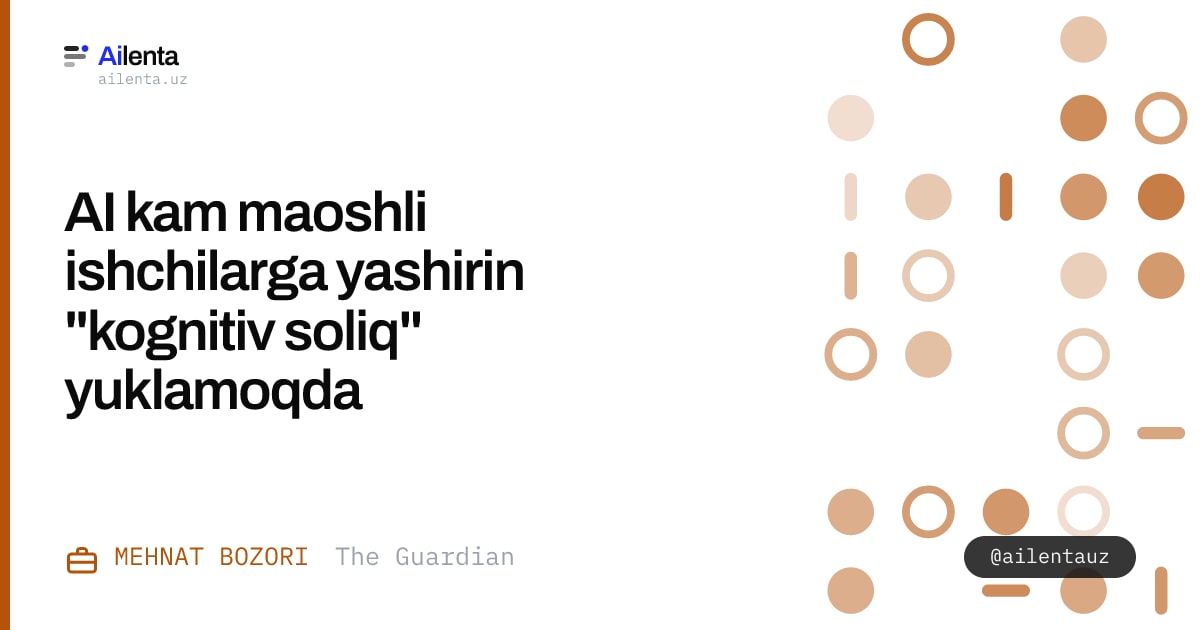 Ailenta
ailenta.uz
AI kam maoshli
ishchilarga yashirin
"kognitiv soliq"
yuklamoqda
MEHNAT BOZORI The Guardian
@ailentauz